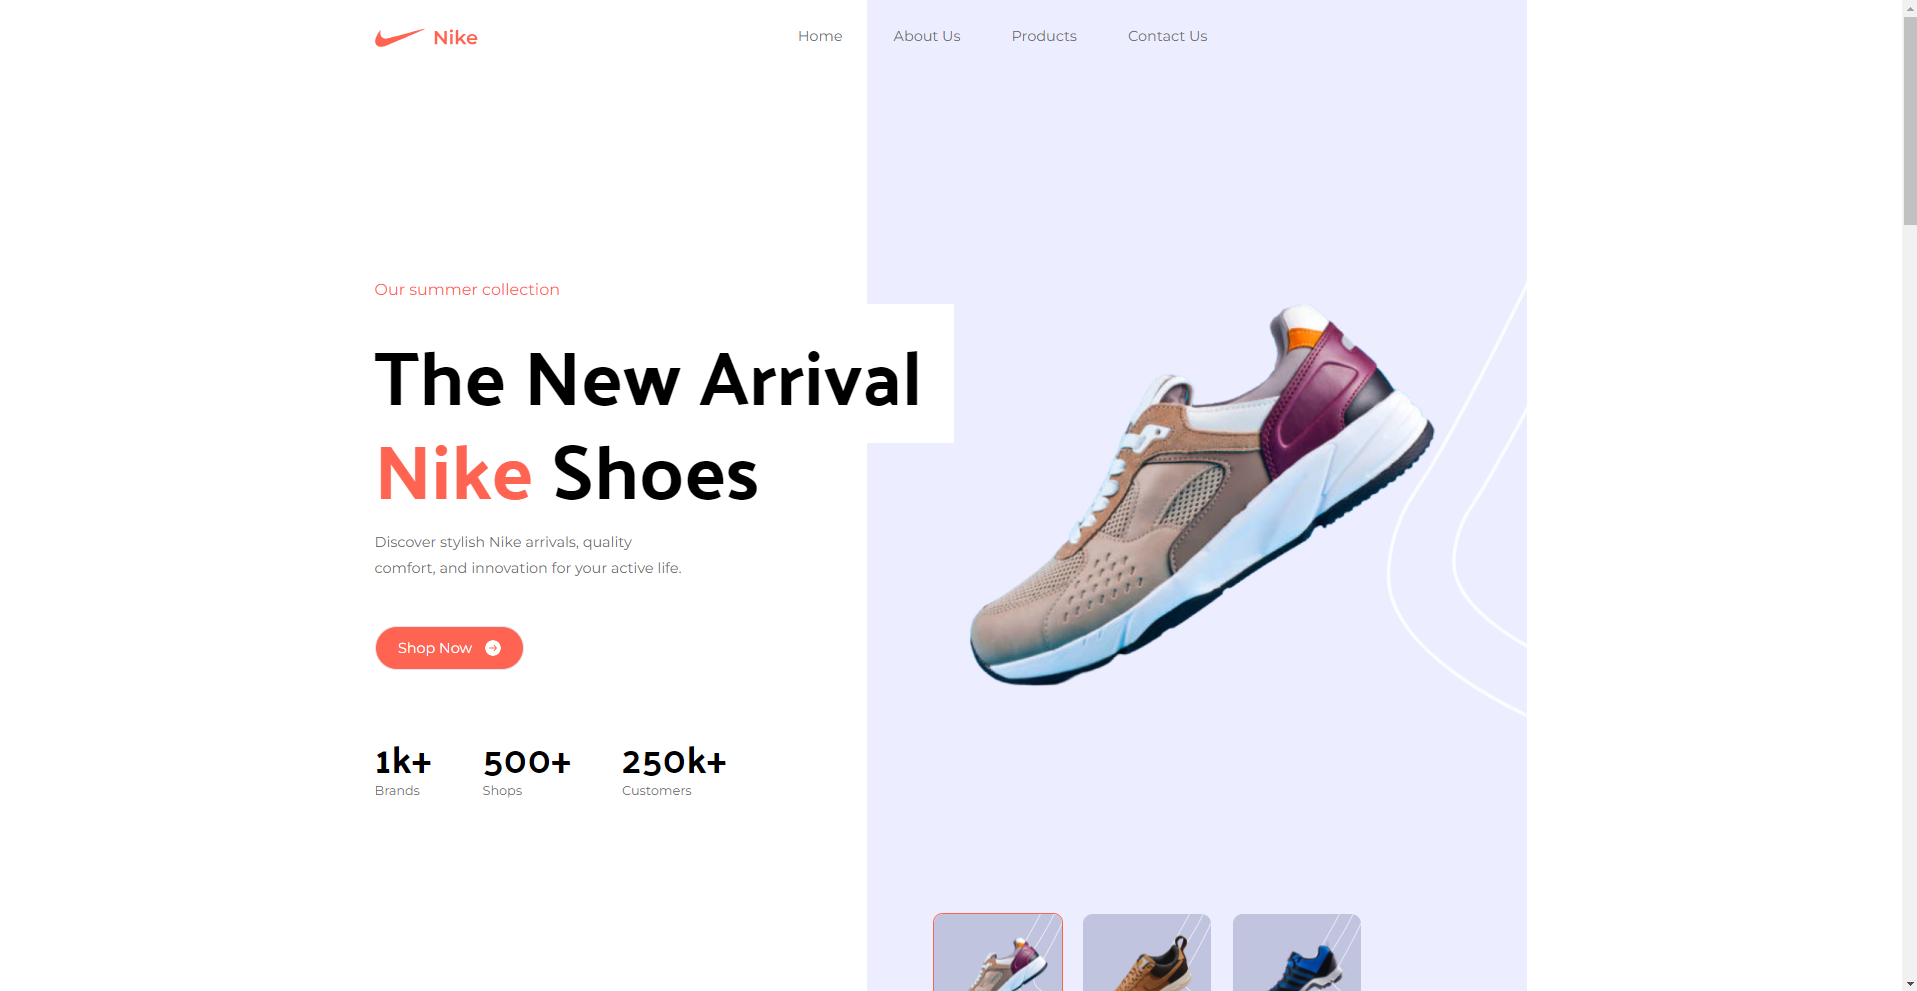 Nike
Home About Us Products Contact Us
Our summer collection
The New Arrival
Nike Shoes
Discover stylish Nike arrivals, quality
comfort, and innovation for your active life.
Shop Now
1k+ 500+ 250k+
Brands Shops Customers